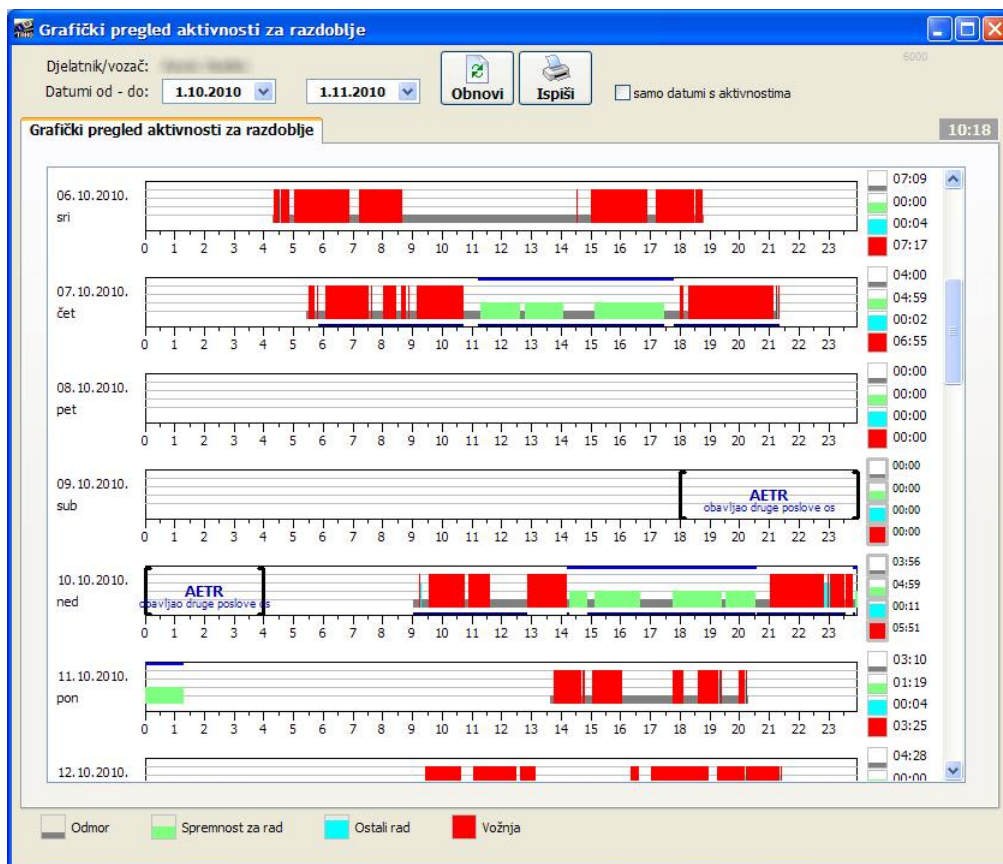 Grafički pregled aktivnosti za razdoblje
6000
Djelatnik/vozač:
Datumi od - do: 1.10.2010 1.11.2010 Obnovi Ispiši samo datumi s aktivnostima
Grafički pregled aktivnosti za razdoblje 10:18
06.10.2010.
sri
0 1 2 3 4 5 6 7 8 9 10 11 12 13 14 15 16 17 18 19 20 21 22 23
07:09
00:00
00:04
07:17
07.10.2010.
čet
0 1 2 3 4 5 6 7 8 9 10 11 12 13 14 15 16 17 18 19 20 21 22 23
04:00
04:59
00:02
06:55
08.10.2010.
pet
0 1 2 3 4 5 6 7 8 9 10 11 12 13 14 15 16 17 18 19 20 21 22 23
00:00
00:00
00:00
00:00
09.10.2010.
sub
AETR
obavljao druge poslove os
0 1 2 3 4 5 6 7 8 9 10 11 12 13 14 15 16 17 18 19 20 21 22 23
00:00
00:00
00:00
00:00
10.10.2010.
ned
AETR
obavljao druge poslove os
0 1 2 3 4 5 6 7 8 9 10 11 12 13 14 15 16 17 18 19 20 21 22 23
03:56
04:59
00:11
05:51
11.10.2010.
pon
0 1 2 3 4 5 6 7 8 9 10 11 12 13 14 15 16 17 18 19 20 21 22 23
03:10
01:19
00:04
03:25
12.10.2010.
04:28
00:00
Odmor Spremnost za rad Ostali rad Vožnja